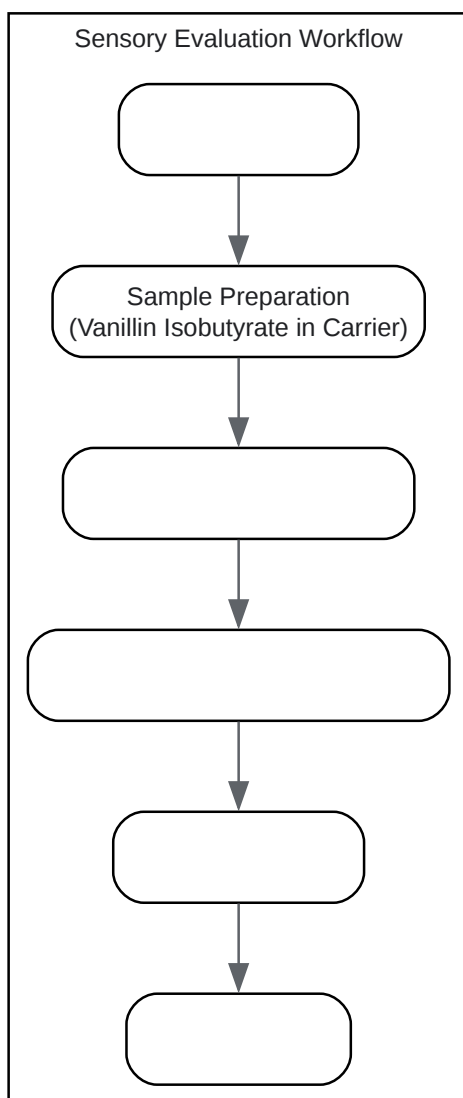 Sensory Evaluation Workflow
Sample Preparation
(Vanillin Isobutyrate in Carrier)